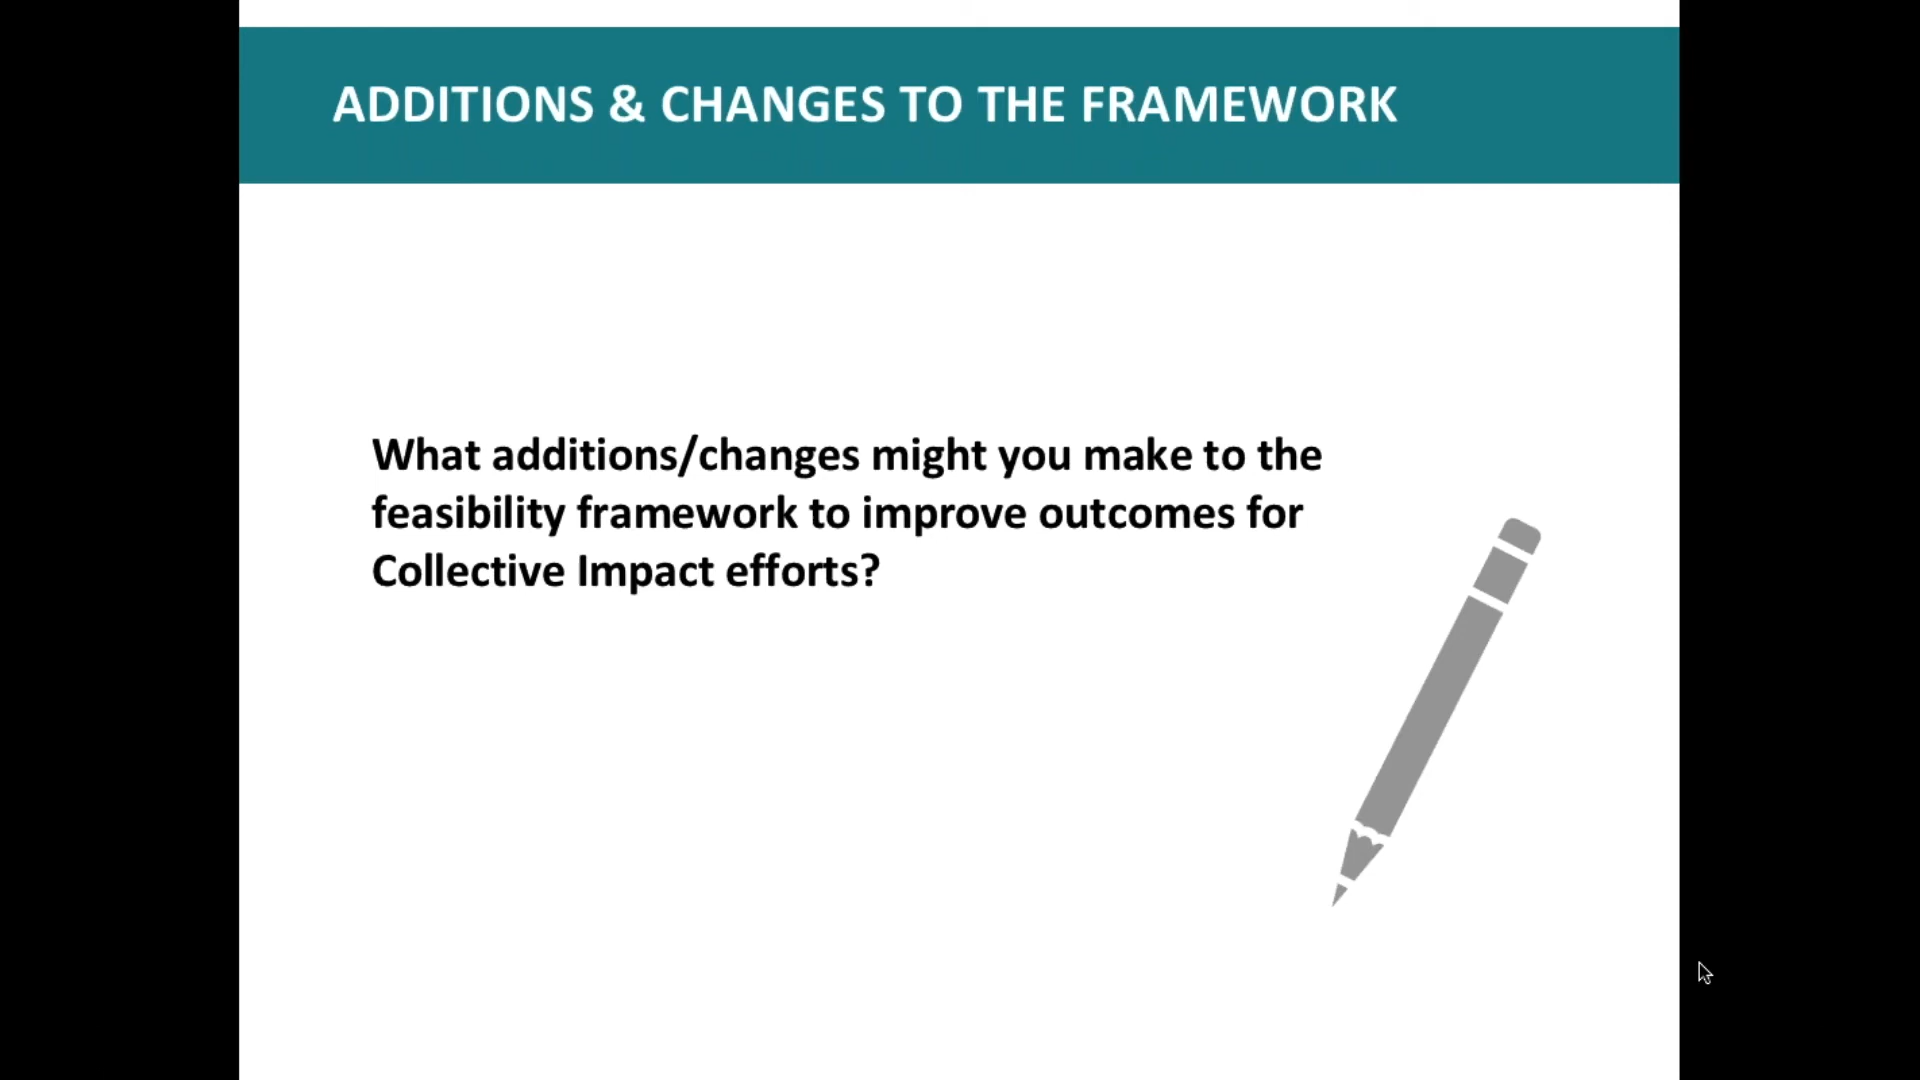 ADDITIONS & CHANGES TO THE FRAMEWORK
What additions/changes might you make to the
feasibility framework to improve outcomes for
Collective Impact efforts?